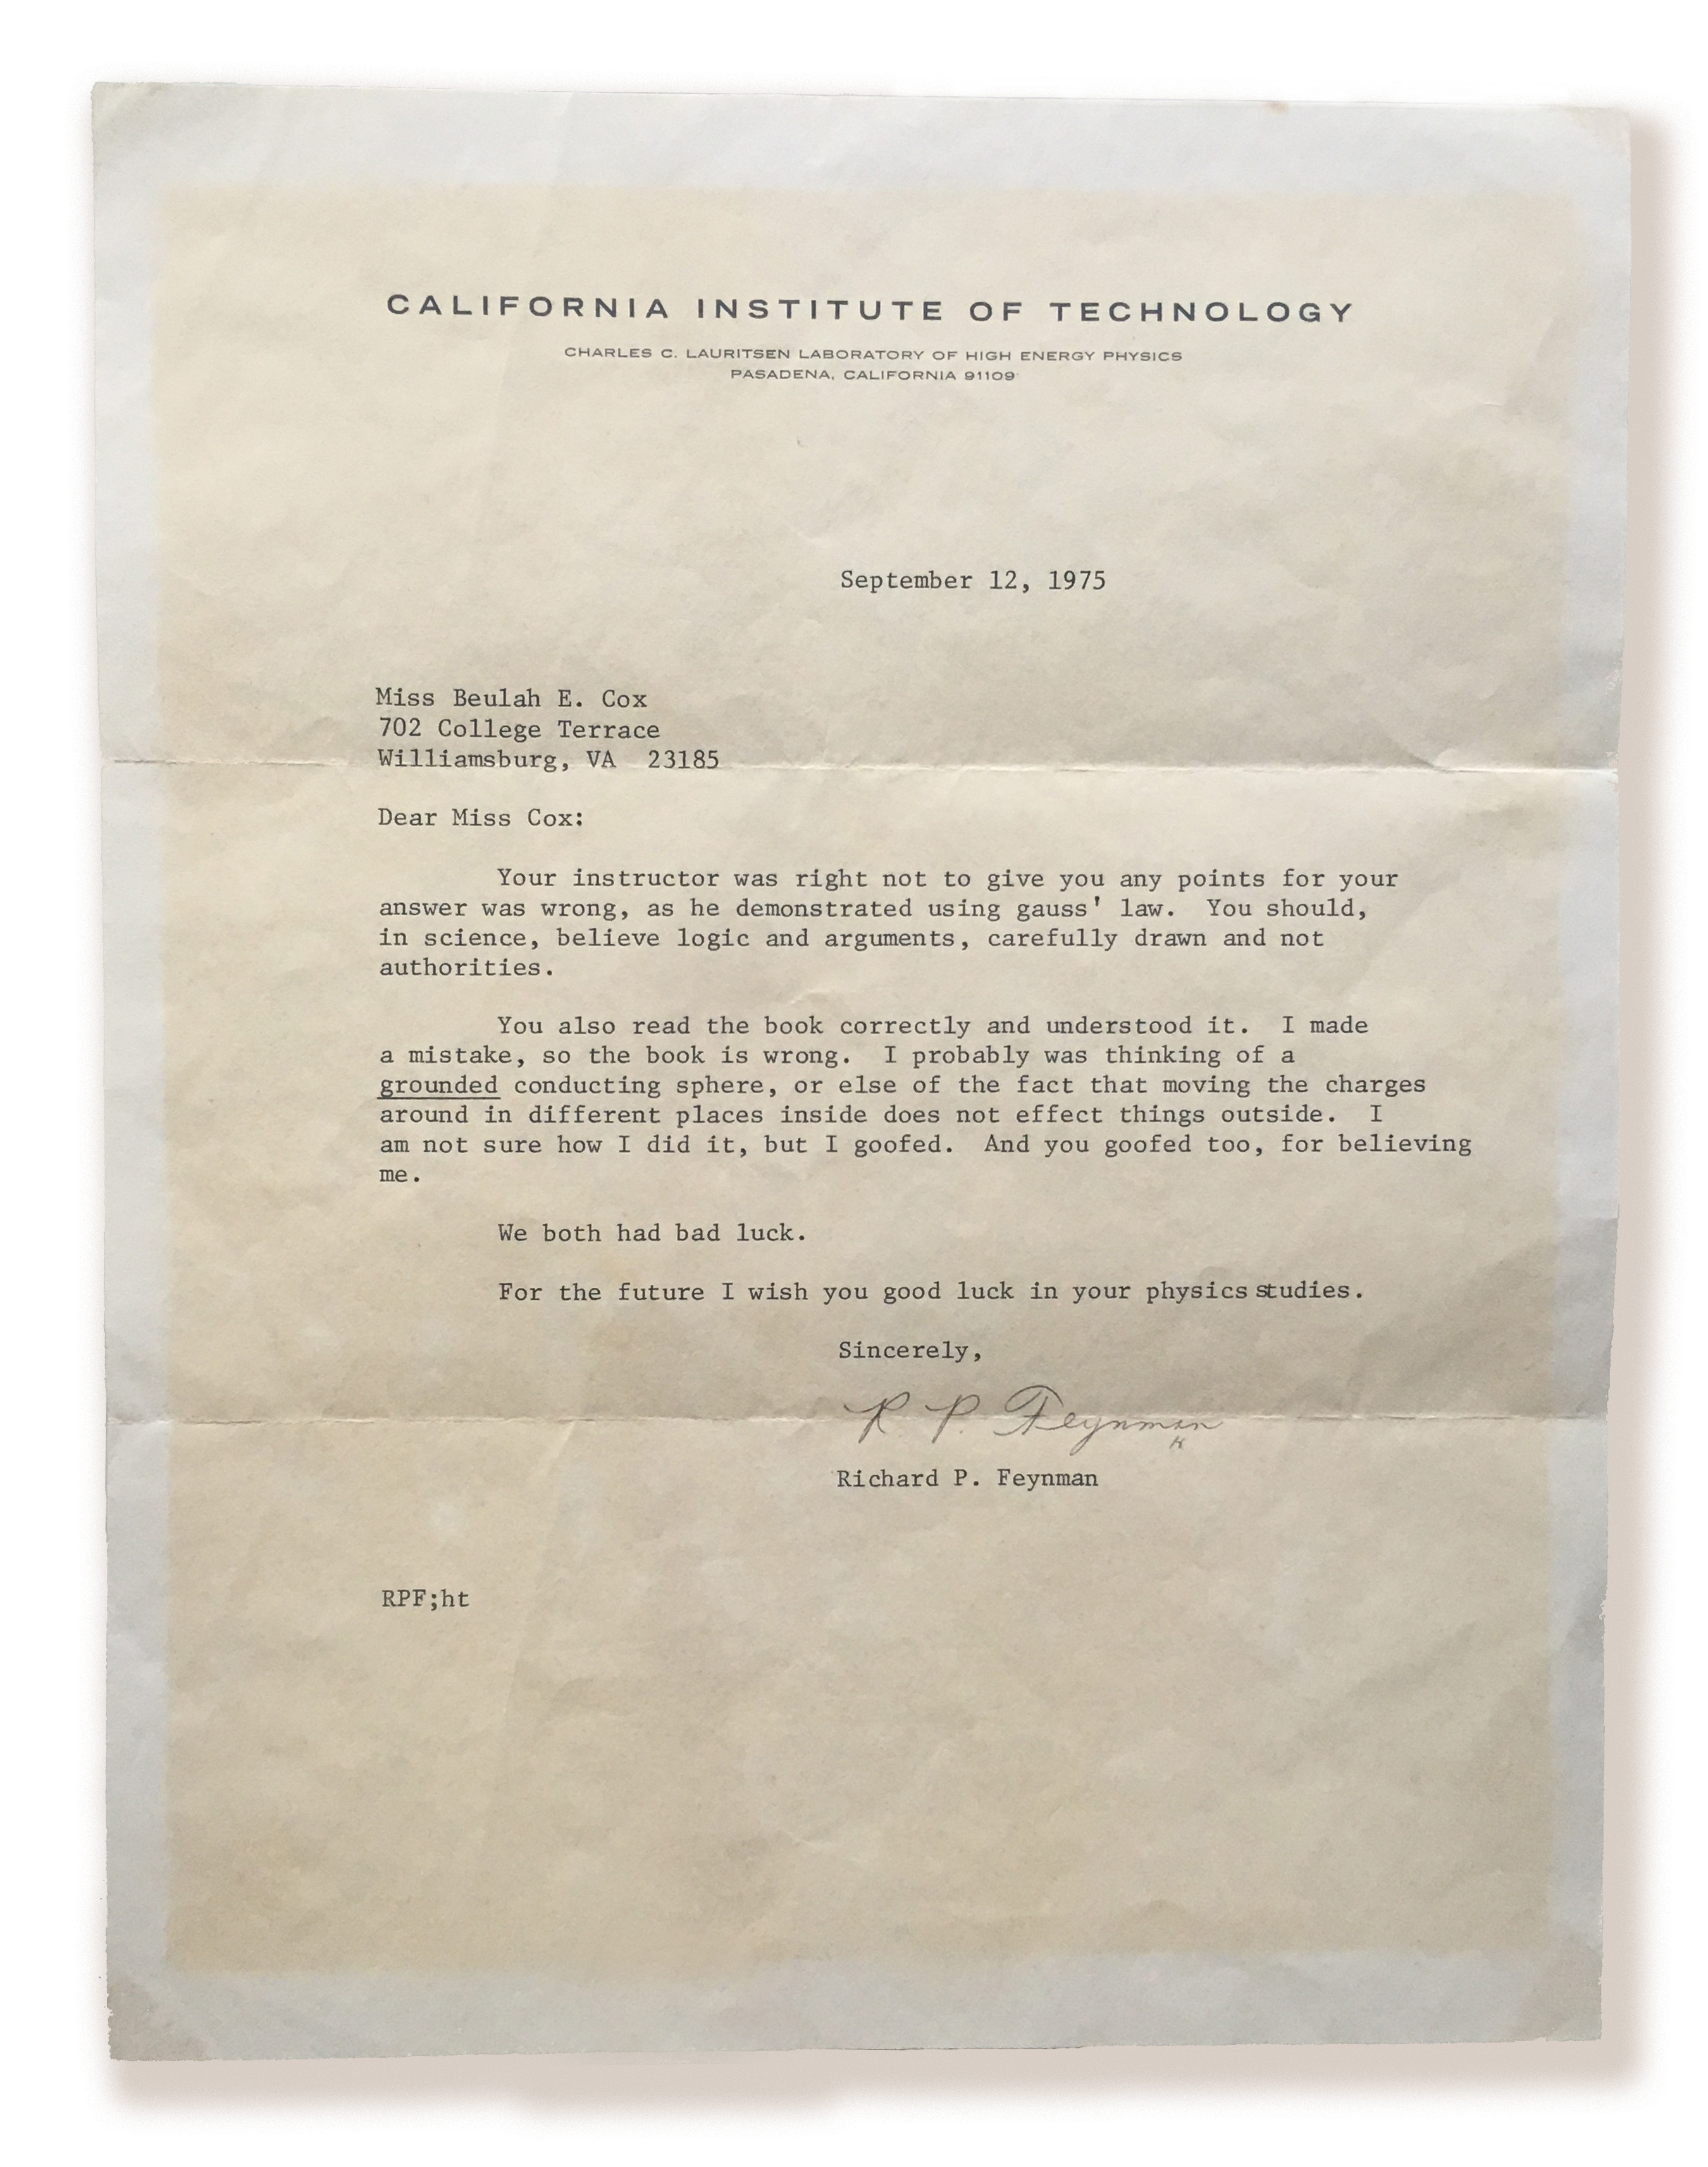 CALIFORNIA INSTITUTE OF TECHNOLOGY
CHARLES C. LAURITSEN LABORATORY OF HIGH ENERGY PHYSICS
PASADENA, CALIFORNIA 91109
September 12, 1975
Miss Beulah E. Cox
702 College Terrace
Williamsburg, VA  23185
Dear Miss Cox:
Your instructor was right not to give you any points for your
answer was wrong, as he demonstrated using gauss' law.  You should,
in science, believe logic and arguments, carefully drawn and not
authorities.
You also read the book correctly and understood it.  I made
a mistake, so the book is wrong.  I probably was thinking of a
grounded conducting sphere, or else of the fact that moving the charges
around in different places inside does not effect things outside.  I
am not sure how I did it, but I goofed.  And you goofed too, for believing
me.
We both had bad luck.
For the future I wish you good luck in your physics studies.
Sincerely,
R. P. Feynman
Richard P. Feynman
RPF;ht